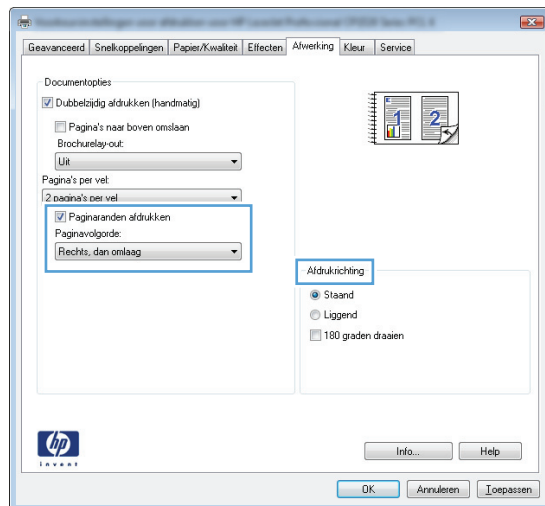 Geavanceerd Snelkoppelingen Papier/Kwaliteit Effecten Afwerking Kleur Service
Documentopties
Dubbelzijdig afdrukken (handmatig)
Pagina's naar boven omslaan
Brochurelay-out:
Uit
Pagina's per vel:
2 pagina's per vel
Paginaranden afdrukken
Paginavolgorde:
Rechts, dan omlaag
1 2
Afdrukrichting
Staand
Liggend
180 graden draaien
hp
invent
Info... Help
OK Annuleren Toepassen